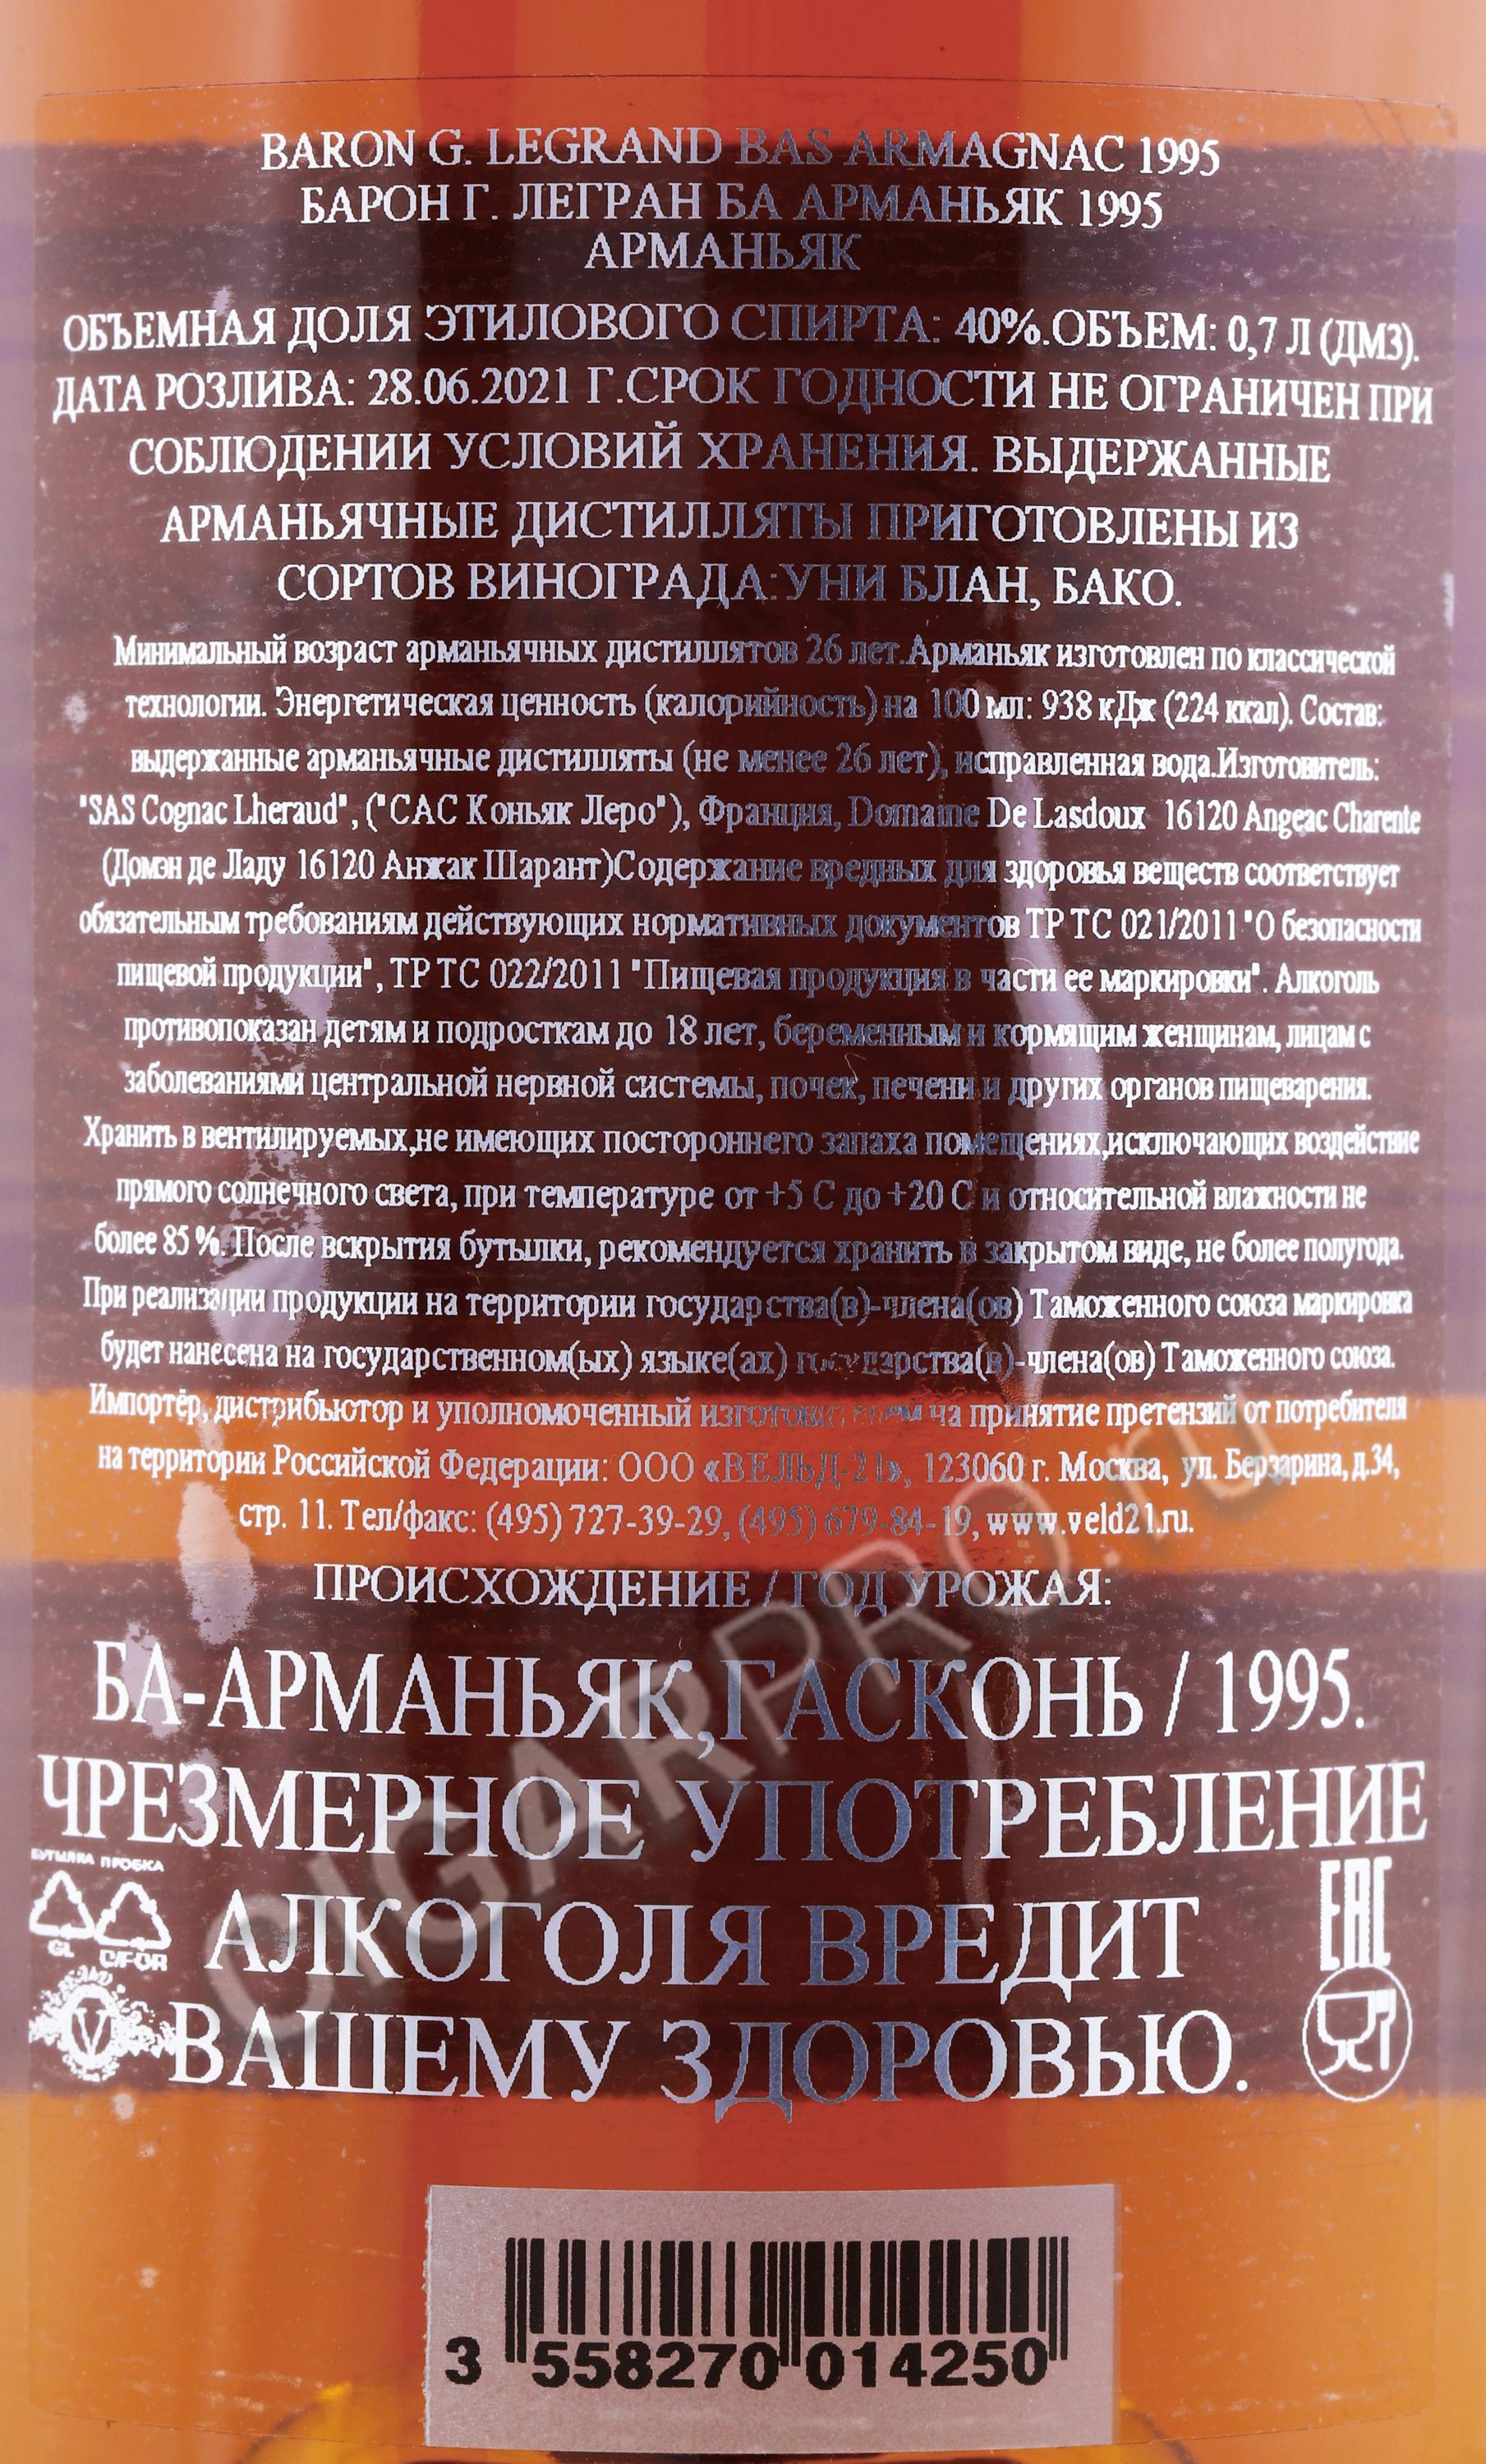 BARON G. LEGRAND BAS ARMAGNAC 1995
БАРОН Г. ЛЕГРАН БА АРМАНЬЯК 1995
АРМАНЬЯК
ОБЪЕМНАЯ ДОЛЯ ЭТИЛОВОГО СПИРТА: 40%.ОБЪЕМ: 0,7 Л (ДМ3).
ДАТА РОЗЛИВА: 28.06.2021 Г.СРОК ГОДНОСТИ НЕ ОГРАНИЧЕН ПРИ
СОБЛЮДЕНИИ УСЛОВИЙ ХРАНЕНИЯ. ВЫДЕРЖАННЫЕ
АРМАНЬЯЧНЫЕ ДИСТИЛЛЯТЫ ПРИГОТОВЛЕНЫ ИЗ
СОРТОВ ВИНОГРАДА:УНИ БЛАН, БАКО.
Минимальный возраст арманьячных дистиллятов 26 лет.Арманьяк изготовлен по классической
технологии. Энергетическая ценность (калорийность) на 100 мл: 938 кДж (224 ккал). Состав:
выдержанные арманьячные дистилляты (не менее 26 лет), исправленная вода.Изготовитель:
"SAS Cognac Lheraud", ("САС Коньяк Леро"), Франция, Domaine De Lasdoux 16120 Angeac Charente
(Домэн де Ладу 16120 Анжак Шарант)Содержание вредных для здоровья веществ соответствует
обязательным требованиям действующих нормативных документов ТР ТС 021/2011 "О безопасности
пищевой продукции", ТР ТС 022/2011 "Пищевая продукция в части ее маркировки". Алкоголь
противопоказан детям и подросткам до 18 лет, беременным и кормящим женщинам, лицам с
заболеваниями центральной нервной системы, почек, печени и других органов пищеварения.
Хранить в вентилируемых,не имеющих постороннего запаха помещениях,исключающих воздействие
прямого солнечного света, при температуре от +5 С до +20 С и относительной влажности не
более 85 %. После вскрытия бутылки, рекомендуется хранить в закрытом виде, не более полугода.
При реализации продукции на территории государства(в)-члена(ов) Таможенного союза маркировка
будет нанесена на государственном(ых) языке(ах) государства(в)-члена(ов) Таможенного союза.
Импортёр, дистрибьютор и уполномоченный изготовителем на принятие претензий от потребителя
на территории Российской Федерации: ООО «ВЕЛЬД-21», 123060 г. Москва, ул. Берзарина, д.34,
стр. 11. Тел/факс: (495) 727-39-29, (495) 679-84-19, www.veld21.ru.
ПРОИСХОЖДЕНИЕ / ГОД УРОЖАЯ:
БА-АРМАНЬЯК,ГАСКОНЬ / 1995.
ЧРЕЗМЕРНОЕ УПОТРЕБЛЕНИЕ
АЛКОГОЛЯ ВРЕДИТ
ВАШЕМУ ЗДОРОВЬЮ.
БУТЫЛКА ПРОБКА
GL C/FOR
ВЕЛЬД
V
EAC
CIGARPRO.ru
3 558270 014250